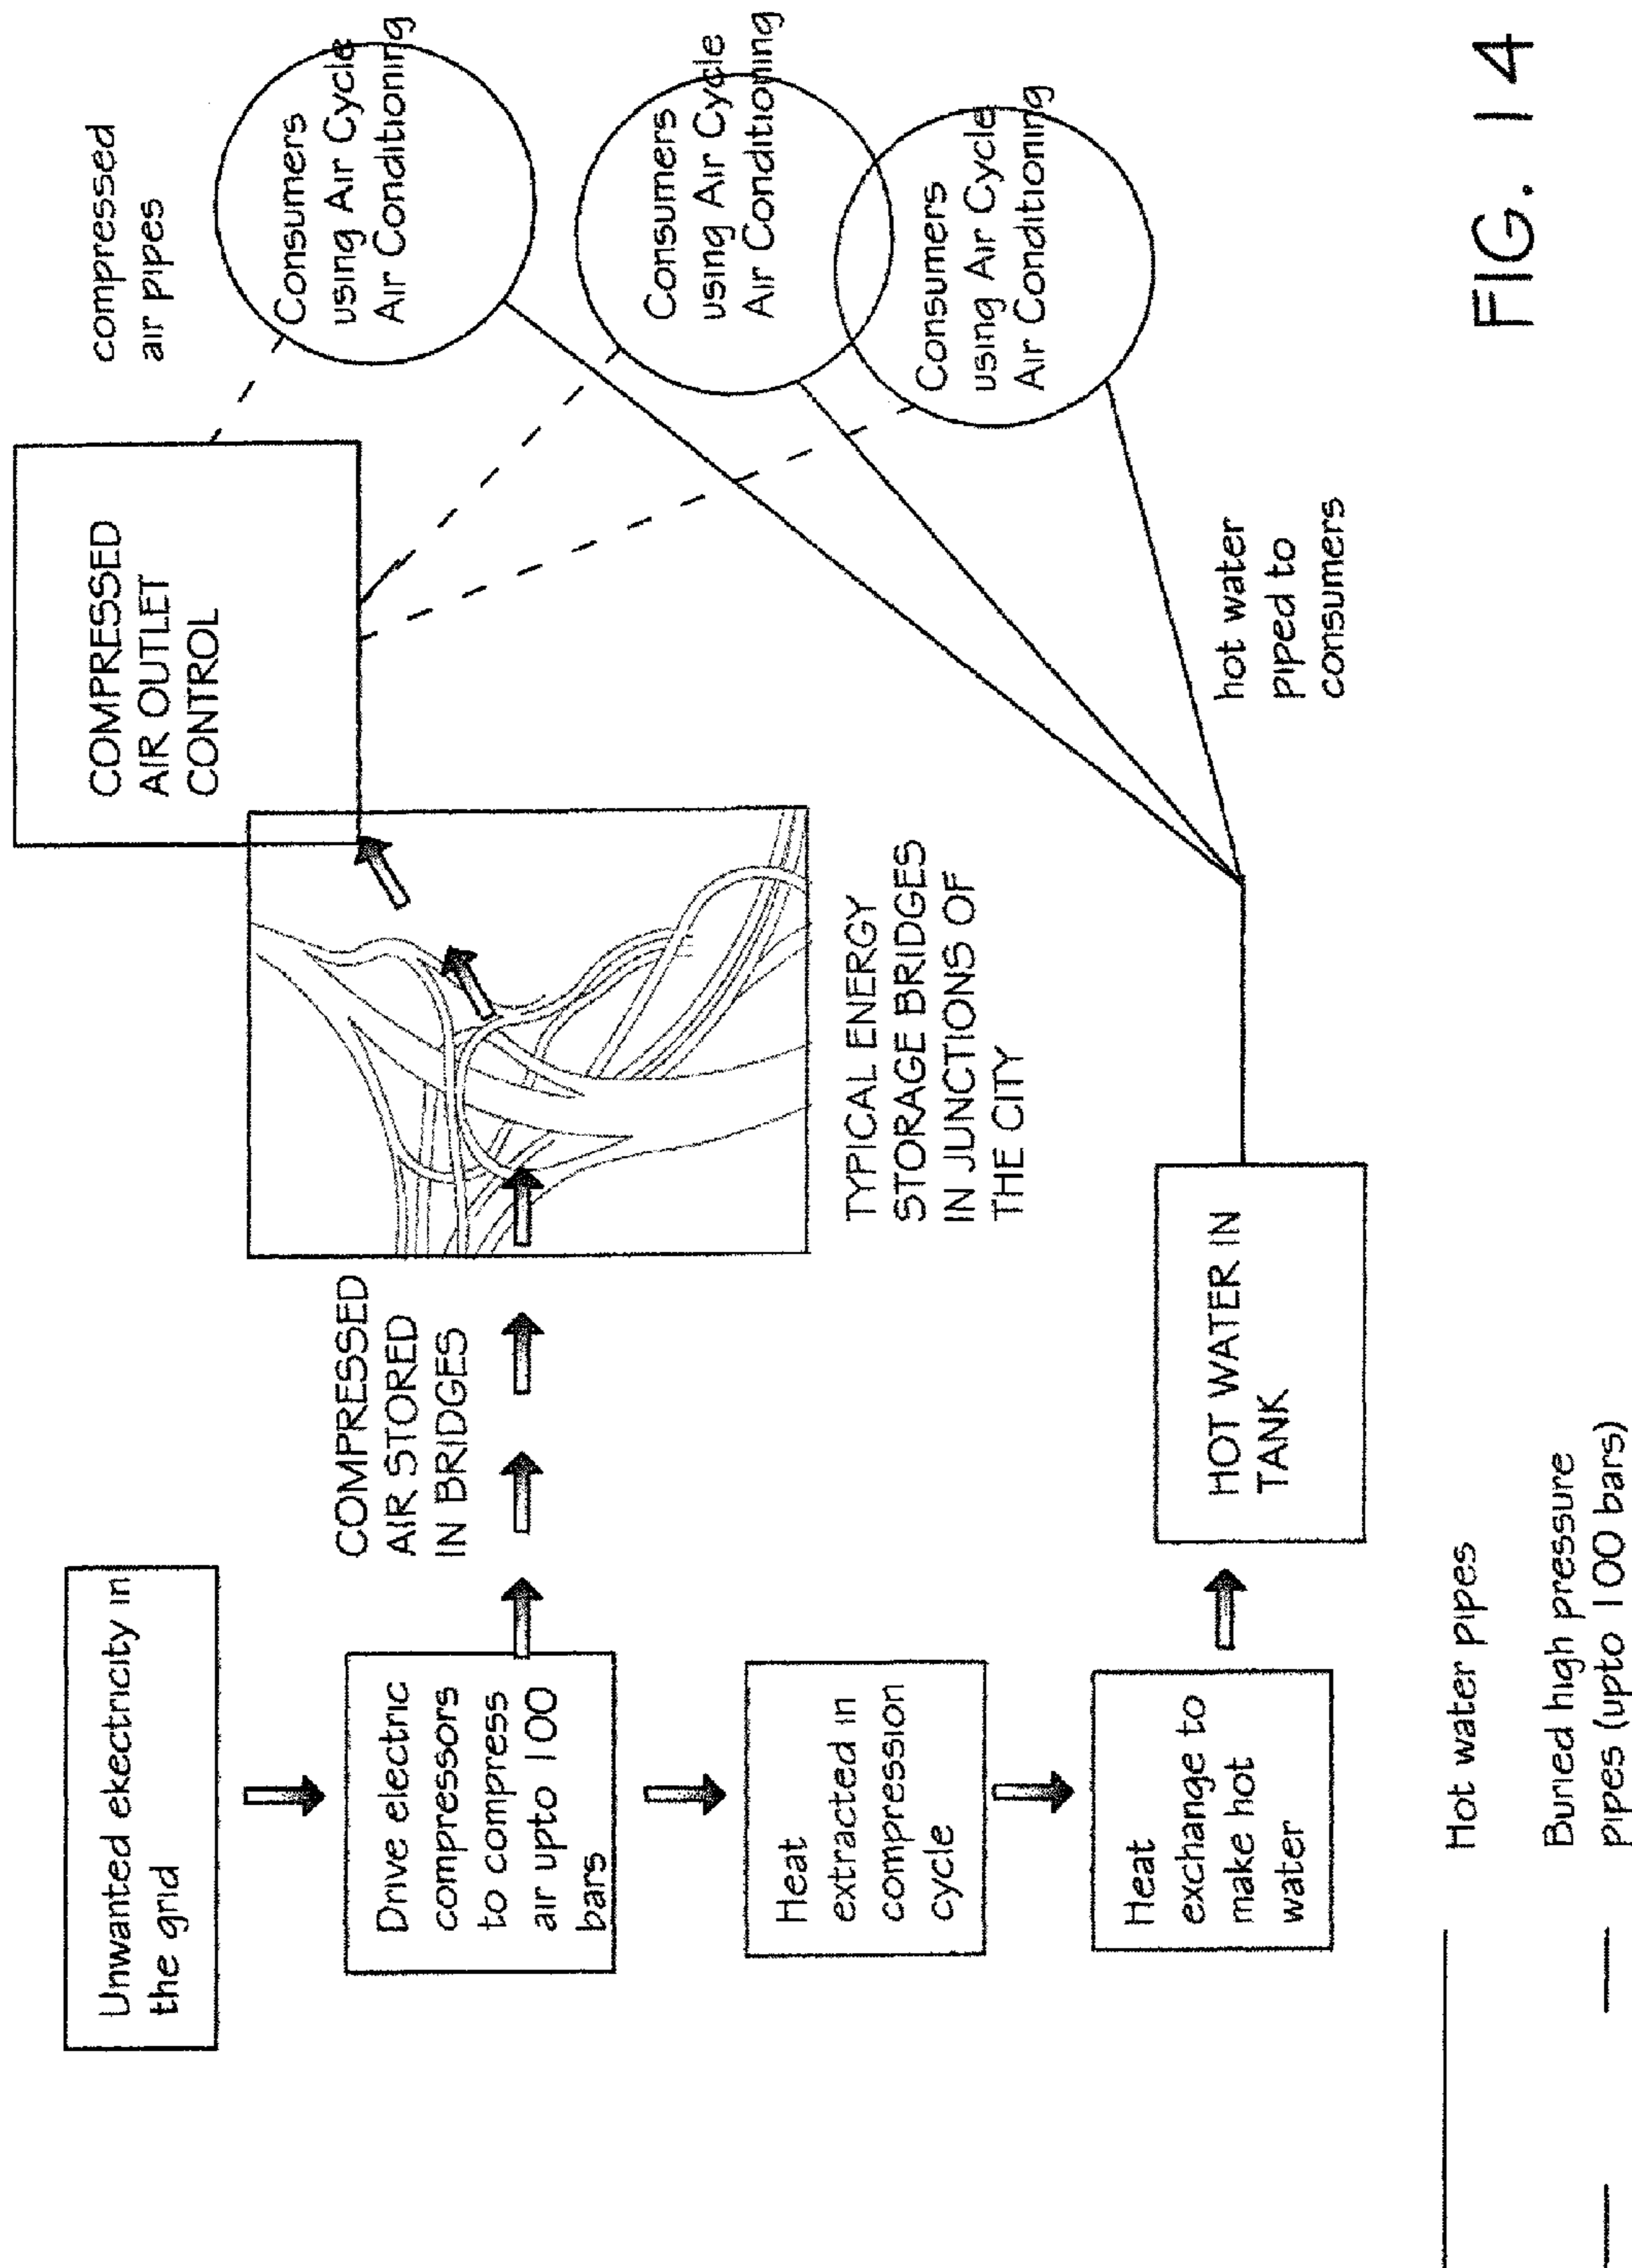 Unwanted ekectricity in
the grid
Drive electric
compressors
to compress
air upto 100
bars
Heat
extracted in
compression
cycle
Heat
exchange to
make hot
water
COMPRESSED
AIR STORED
IN BRIDGES
TYPICAL ENERGY
STORAGE BRIDGES
IN JUNCTIONS OF
THE CITY
HOT WATER IN
TANK
COMPRESSED
AIR OUTLET
CONTROL
compressed
air pipes
Consumers
using Air Cycle
Air Conditioning
Consumers
using Air Cycle
Air Conditioning
Consumers
using Air Cycle
Air Conditioning
hot water
piped to
consumers
Hot water pipes
Buried high pressure
pipes (upto 100 bars)
FIG. 14